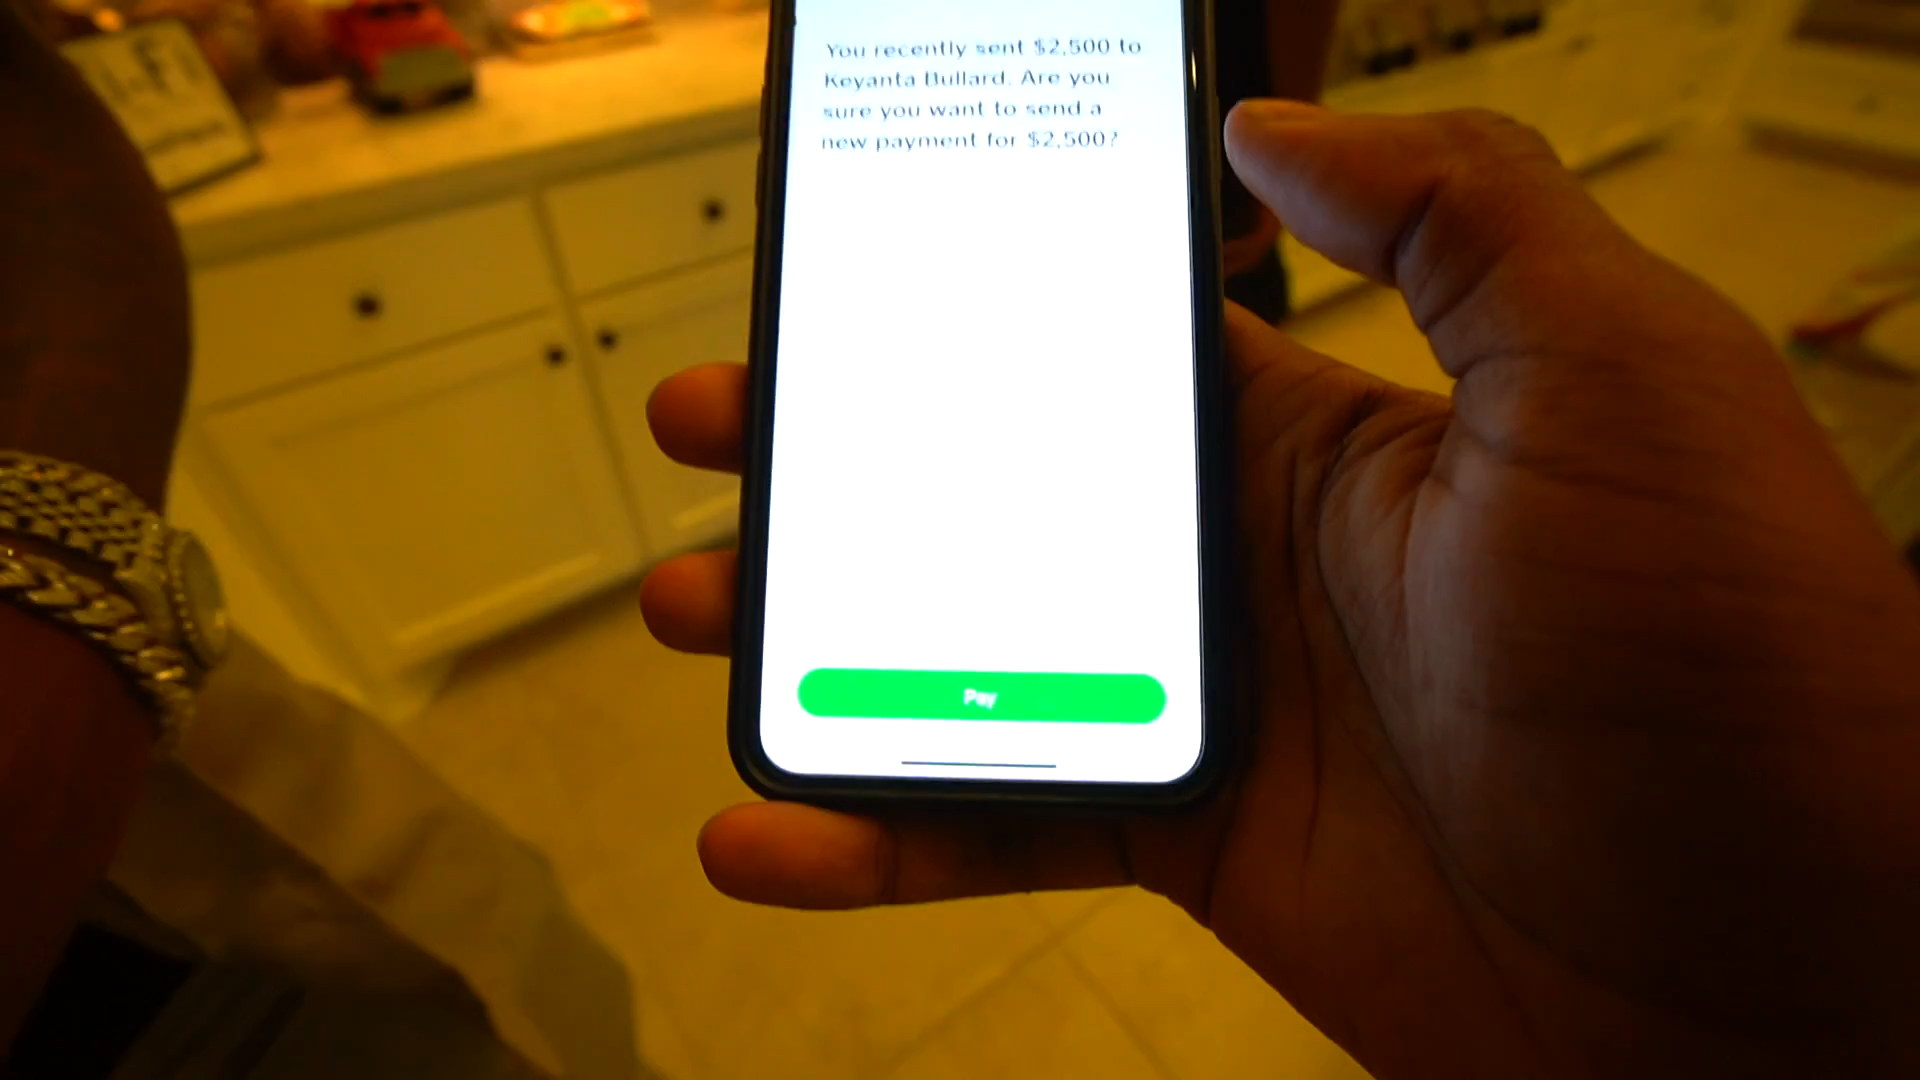 You recently sent $2,500 to
Keyanta Bullard. Are you
sure you want to send a
new payment for $2,500?
Pay